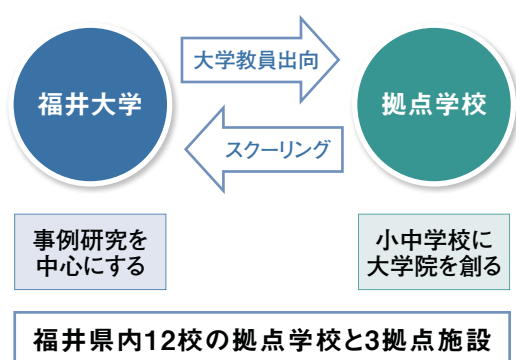 大学教員出向
福井大学
拠点学校
スクーリング
事例研究を
中心にする
小中学校に
大学院を創る
福井県内12校の拠点学校と3拠点施設